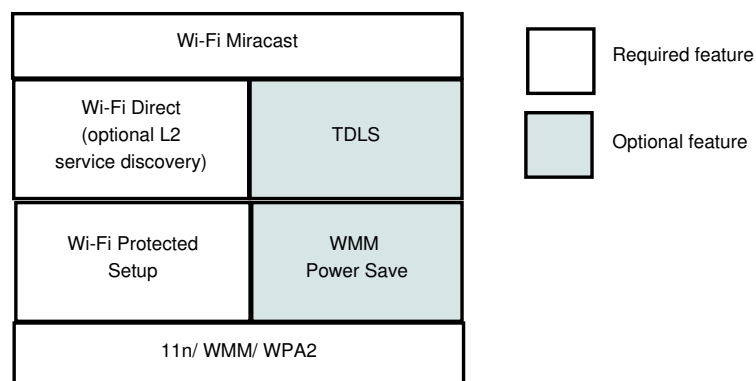 Wi-Fi Miracast
Required feature
Wi-Fi Direct
(optional L2
service discovery)
TDLS
Optional feature
Wi-Fi Protected
Setup
WMM
Power Save
11n/ WMM/ WPA2